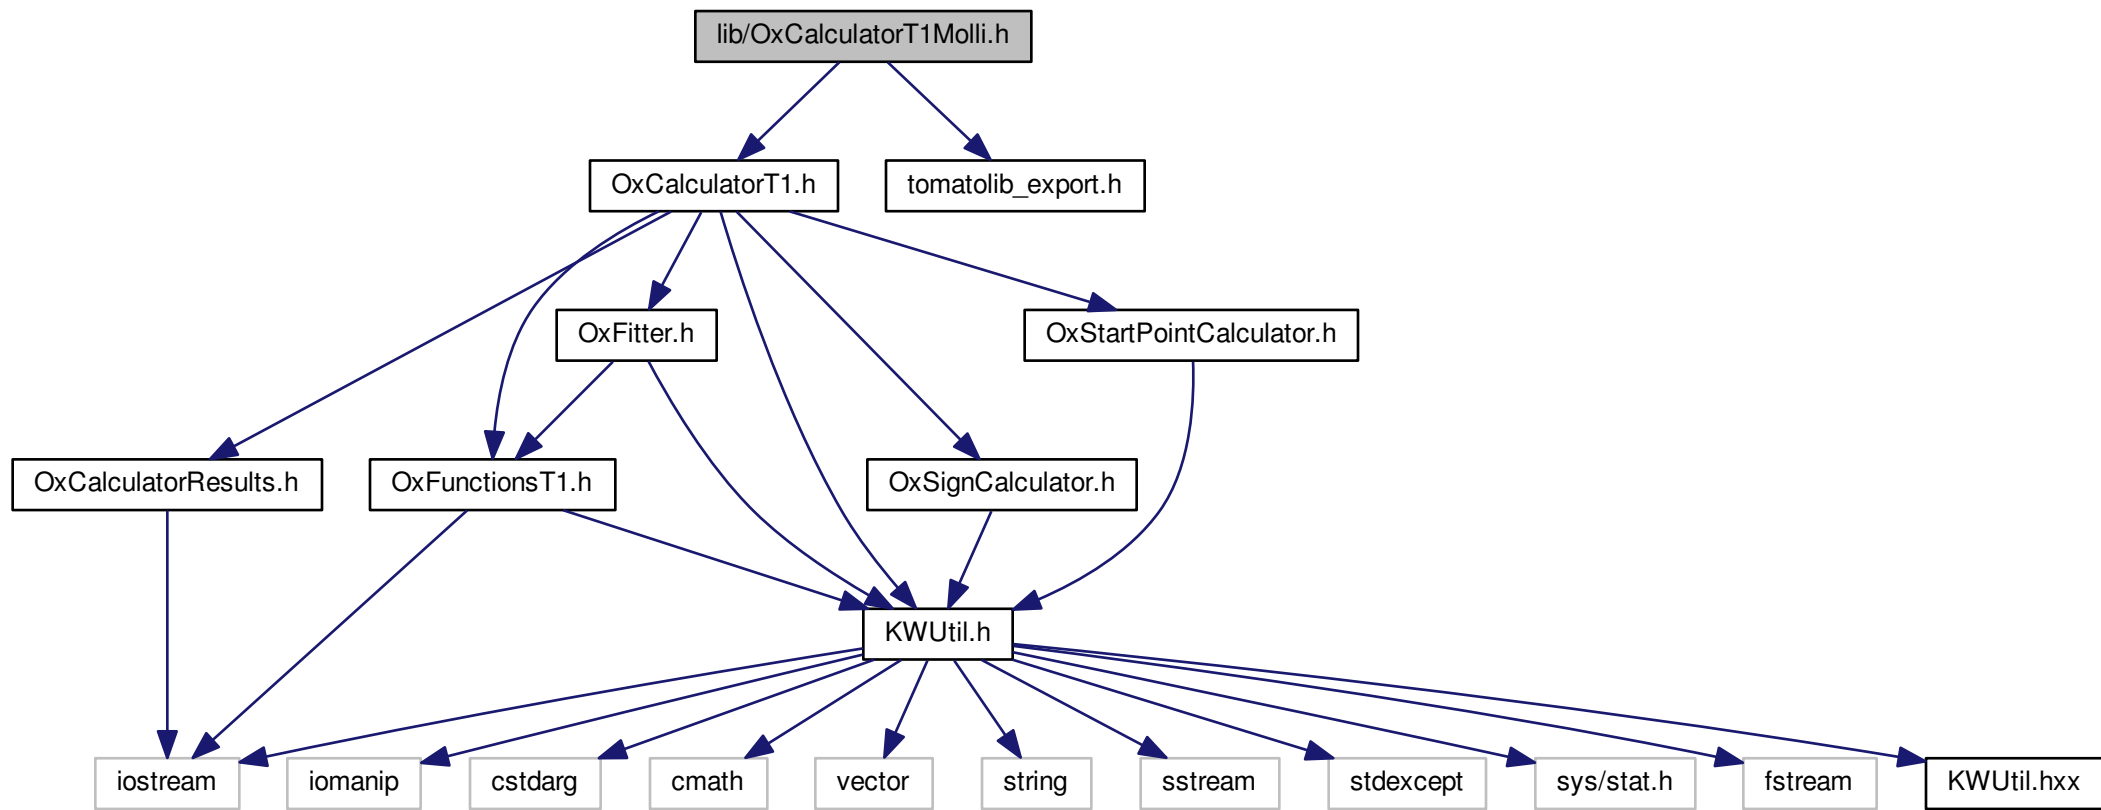 lib/OxCalculatorT1Molli.h
OxCalculatorT1.h
tomatolib_export.h
OxFitter.h
OxStartPointCalculator.h
OxCalculatorResults.h
OxFunctionsT1.h
OxSignCalculator.h
KWUtil.h
iostream
iomanip
cstdarg
cmath
vector
string
sstream
stdexcept
sys/stat.h
fstream
KWUtil.hxx